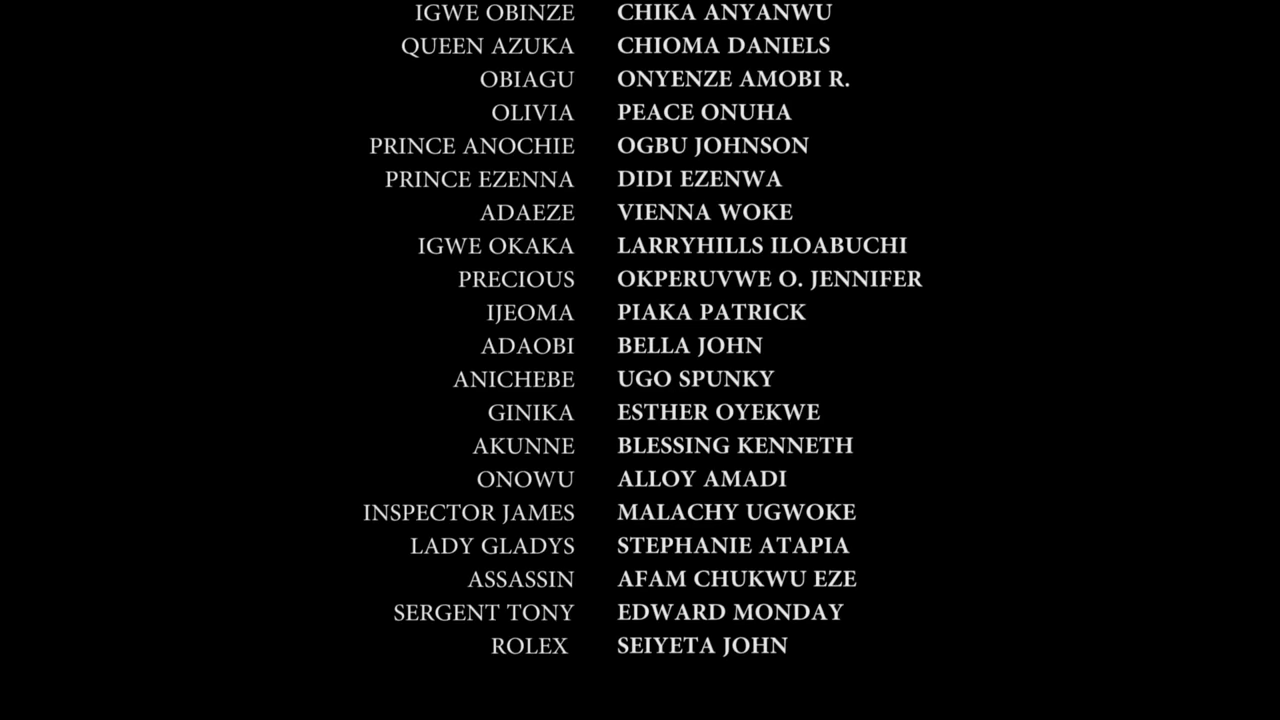 IGWE OBINZE CHIKA ANYANWU
QUEEN AZUKA CHIOMA DANIELS
OBIAGU ONYENZE AMOBI R.
OLIVIA PEACE ONUHA
PRINCE ANOCHIE OGBU JOHNSON
PRINCE EZENNA DIDI EZENWA
ADAEZE VIENNA WOKE
IGWE OKAKA LARRYHILLS ILOABUCHI
PRECIOUS OKPERUVWE O. JENNIFER
IJEOMA PIAKA PATRICK
ADAOBI BELLA JOHN
ANICHEBE UGO SPUNKY
GINIKA ESTHER OYEKWE
AKUNNE BLESSING KENNETH
ONOWU ALLOY AMADI
INSPECTOR JAMES MALACHY UGWOKE
LADY GLADYS STEPHANIE ATAPIA
ASSASSIN AFAM CHUKWU EZE
SERGENT TONY EDWARD MONDAY
ROLEX SEIYETA JOHN